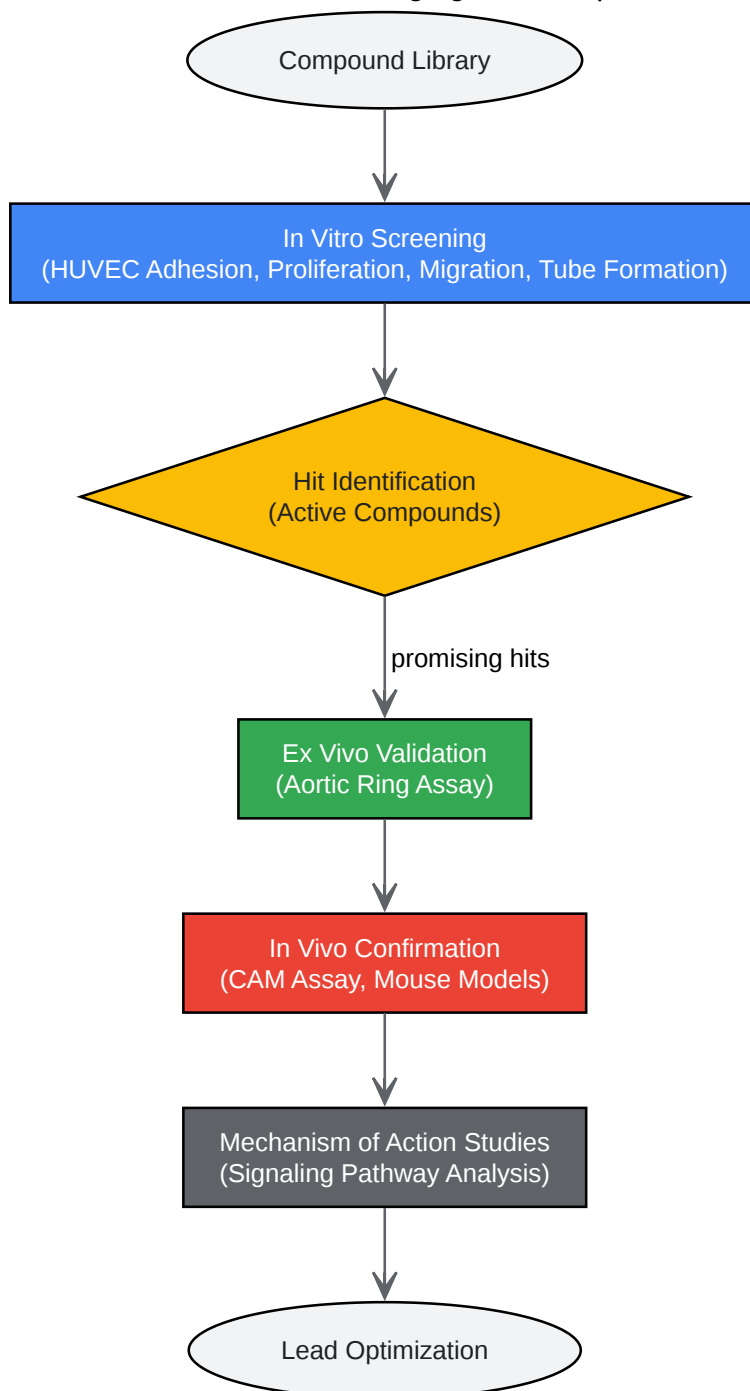 Compound Library
In Vitro Screening
(HUVEC Adhesion, Proliferation, Migration, Tube Formation)
Hit Identification
(Active Compounds)
promising hits
Ex Vivo Validation
(Aortic Ring Assay)
In Vivo Confirmation
(CAM Assay, Mouse Models)
Mechanism of Action Studies
(Signaling Pathway Analysis)
Lead Optimization